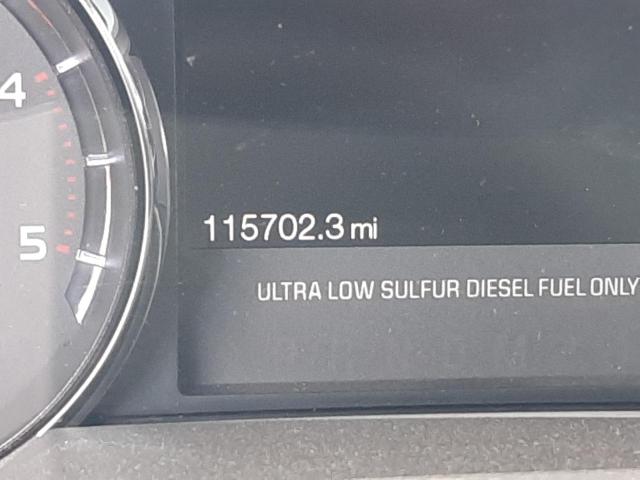 4
5
115702.3 mi
ULTRA LOW SULFUR DIESEL FUEL ONLY